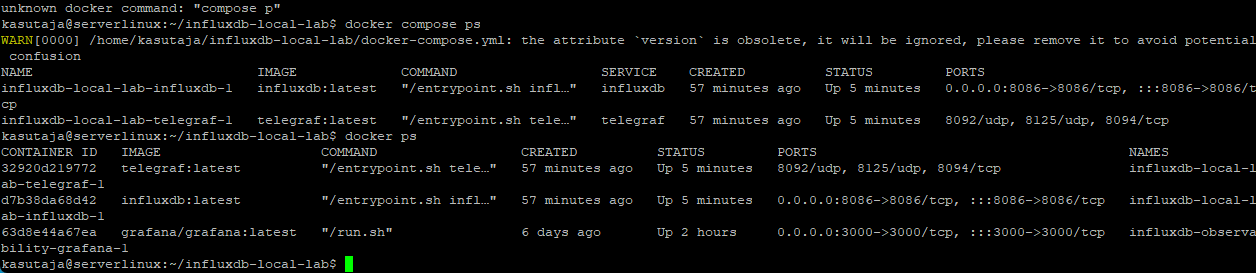 unknown docker command: "compose p"
kasutaja@serverlinux:~/influxdb-local-lab$ docker compose ps
WARN[0000] /home/kasutaja/influxdb-local-lab/docker-compose.yml: the attribute `version` is obsolete, it will be ignored, please remove it to avoid potential
 confusion
NAME                            IMAGE             COMMAND                  SERVICE    CREATED          STATUS         PORTS
influxdb-local-lab-influxdb-1   influxdb:latest   "/entrypoint.sh infl…"   influxdb   57 minutes ago   Up 5 minutes   0.0.0.0:8086->8086/tcp, :::8086->8086/t
cp
influxdb-local-lab-telegraf-1   telegraf:latest   "/entrypoint.sh tele…"   telegraf   57 minutes ago   Up 5 minutes   8092/udp, 8125/udp, 8094/tcp
kasutaja@serverlinux:~/influxdb-local-lab$ docker ps
CONTAINER ID   IMAGE                    COMMAND                  CREATED          STATUS         PORTS                                       NAMES
32920d219772   telegraf:latest          "/entrypoint.sh tele…"   57 minutes ago   Up 5 minutes   8092/udp, 8125/udp, 8094/tcp                influxdb-local-l
ab-telegraf-1
d7b38da68d42   influxdb:latest          "/entrypoint.sh infl…"   57 minutes ago   Up 5 minutes   0.0.0.0:8086->8086/tcp, :::8086->8086/tcp   influxdb-local-l
ab-influxdb-1
63d8e44a67ea   grafana/grafana:latest   "/run.sh"                6 days ago       Up 2 hours     0.0.0.0:3000->3000/tcp, :::3000->3000/tcp   influxdb-observa
bility-grafana-1
kasutaja@serverlinux:~/influxdb-local-lab$